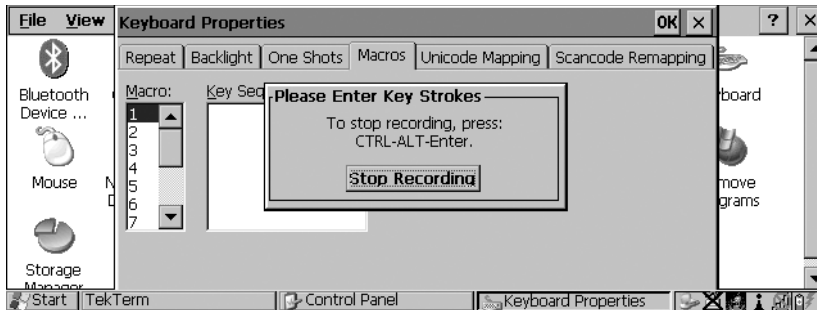 File View
Keyboard Properties
OK
?
Repeat
Backlight
One Shots
Macros
Unicode Mapping
Scancode Remapping
Macro:
Key Seq
1
2
3
4
5
6
7
Please Enter Key Strokes
To stop recording, press:
CTRL-ALT-Enter.
Stop Recording
Bluetooth
Device ...
Mouse
Storage
Manager
board
move
grams
Start
TekTerm
Control Panel
Keyboard Properties